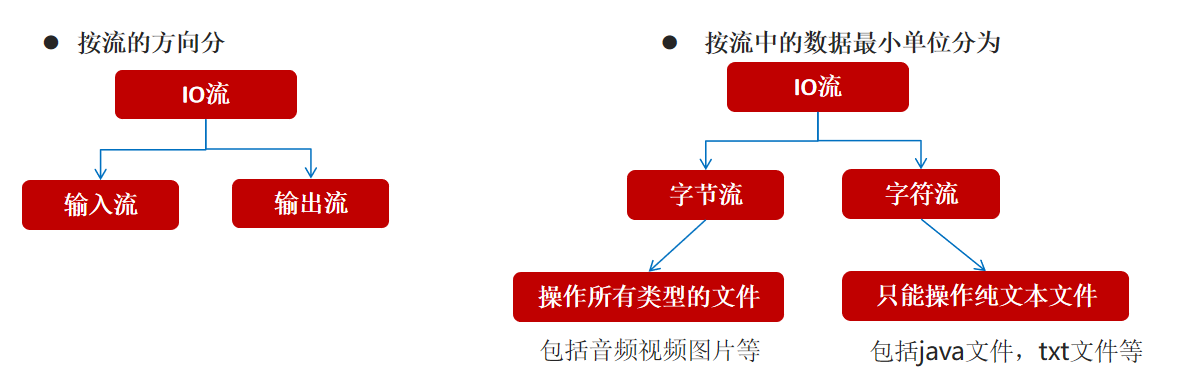 ● 按流的方向分
IO流
输入流
输出流
● 按流中的数据最小单位分为
IO流
字节流
字符流
操作所有类型的文件
只能操作纯文本文件
包括音频视频图片等
包括java文件，txt文件等